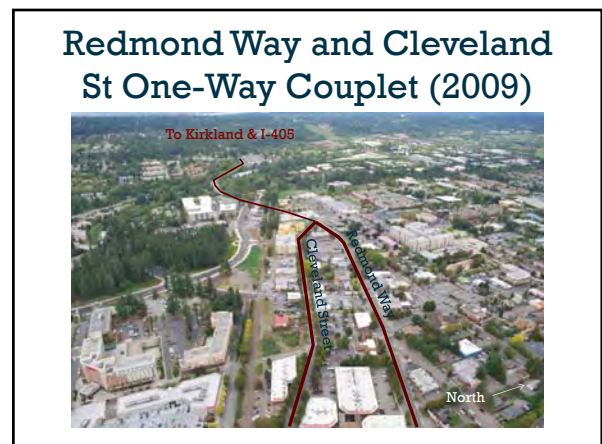 Redmond Way and Cleveland
St One-Way Couplet (2009)
To Kirkland & I-405
Cleveland Street
Redmond Way
North